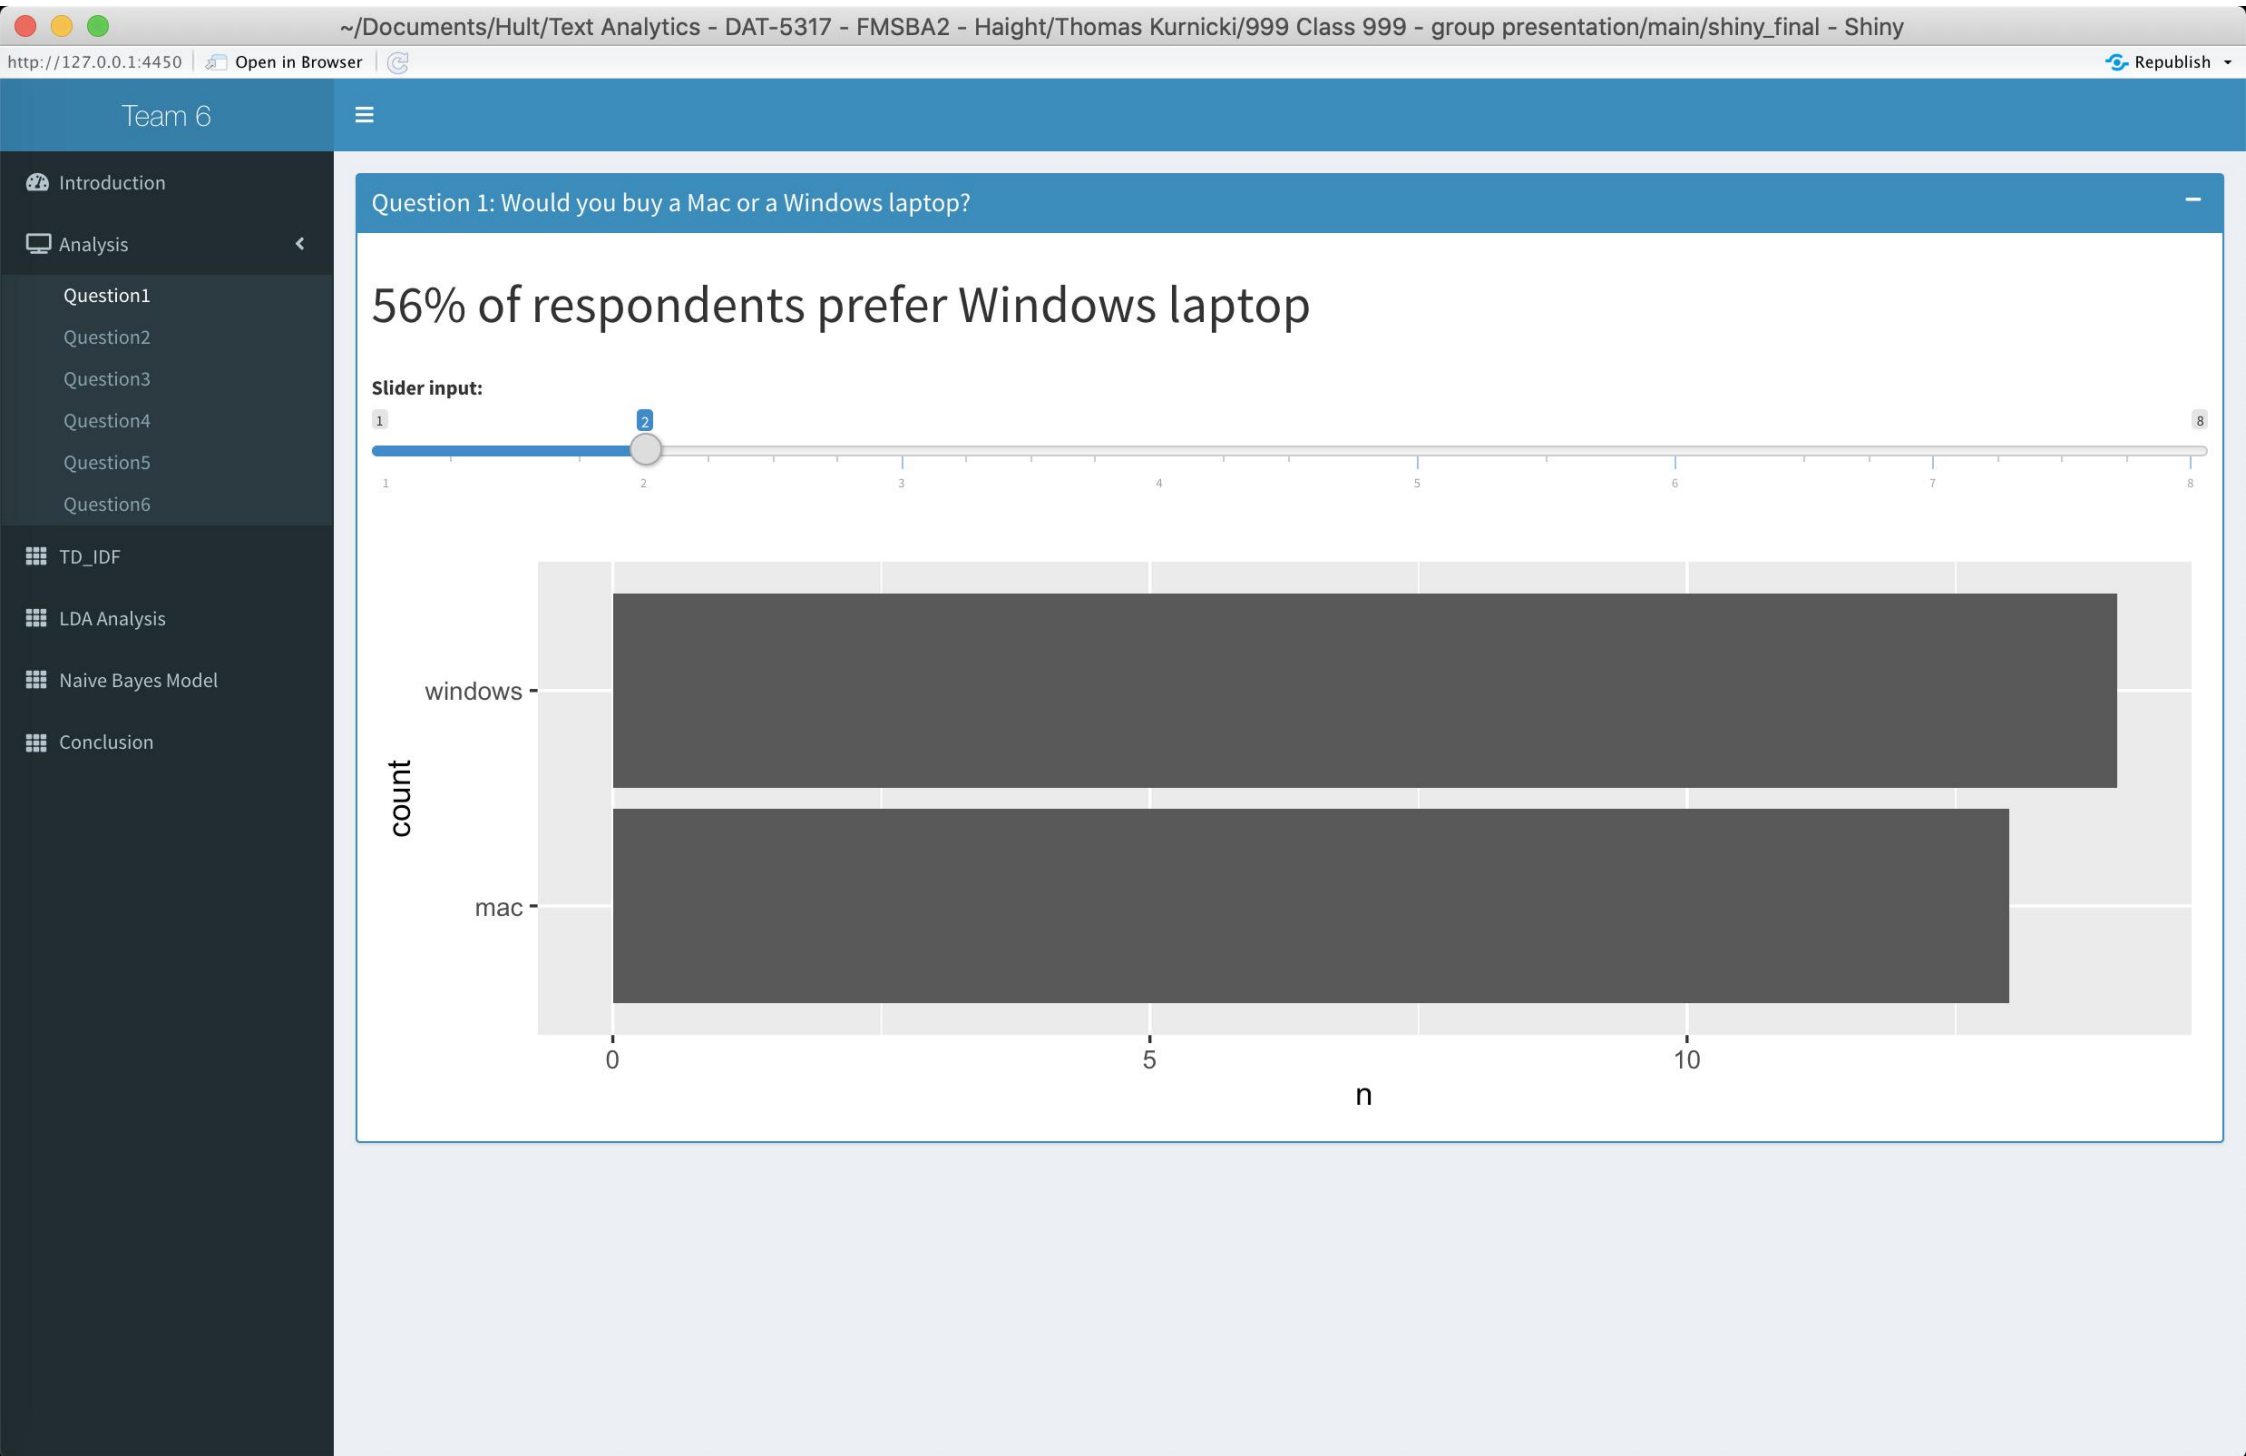 ~/Documents/Hult/Text Analytics - DAT-5317 - FMSBA2 - Haight/Thomas Kurnicki/999 Class 999 - group presentation/main/shiny_final - Shiny
http://127.0.0.1:4450 Open in Browser Republish
Team 6
Introduction
Analysis
Question1
Question2
Question3
Question4
Question5
Question6
TD_IDF
LDA Analysis
Naive Bayes Model
Conclusion
Question 1: Would you buy a Mac or a Windows laptop?
56% of respondents prefer Windows laptop
Slider input:
1 2 8
1 2 3 4 5 6 7 8
windows
count
mac
0 5 10
n